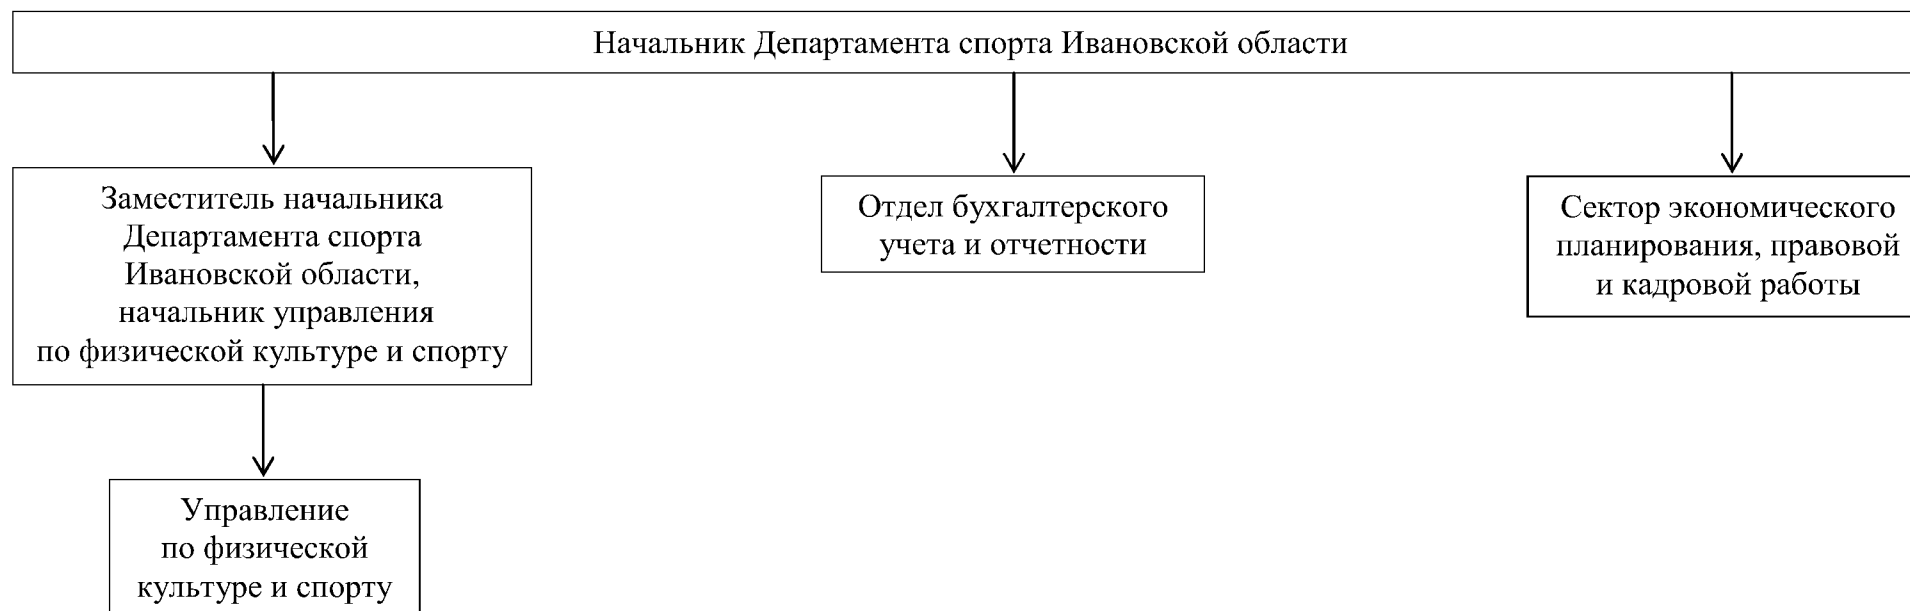 Начальник Департамента спорта Ивановской области
Заместитель начальника
Департамента спорта
Ивановской области,
начальник управления
по физической культуре и спорту
Отдел бухгалтерского
учета и отчетности
Сектор экономического
планирования, правовой
и кадровой работы
Управление
по физической
культуре и спорту